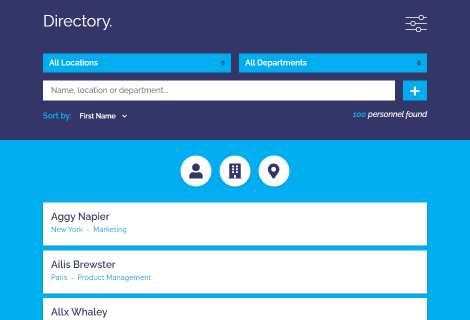 Directory.
All Locations
All Departments
Name, location or department...
Sort by: First Name
100 personnel found
Aggy Napier
New York - Marketing
Ailis Brewster
Paris - Product Management
Allx Whaley